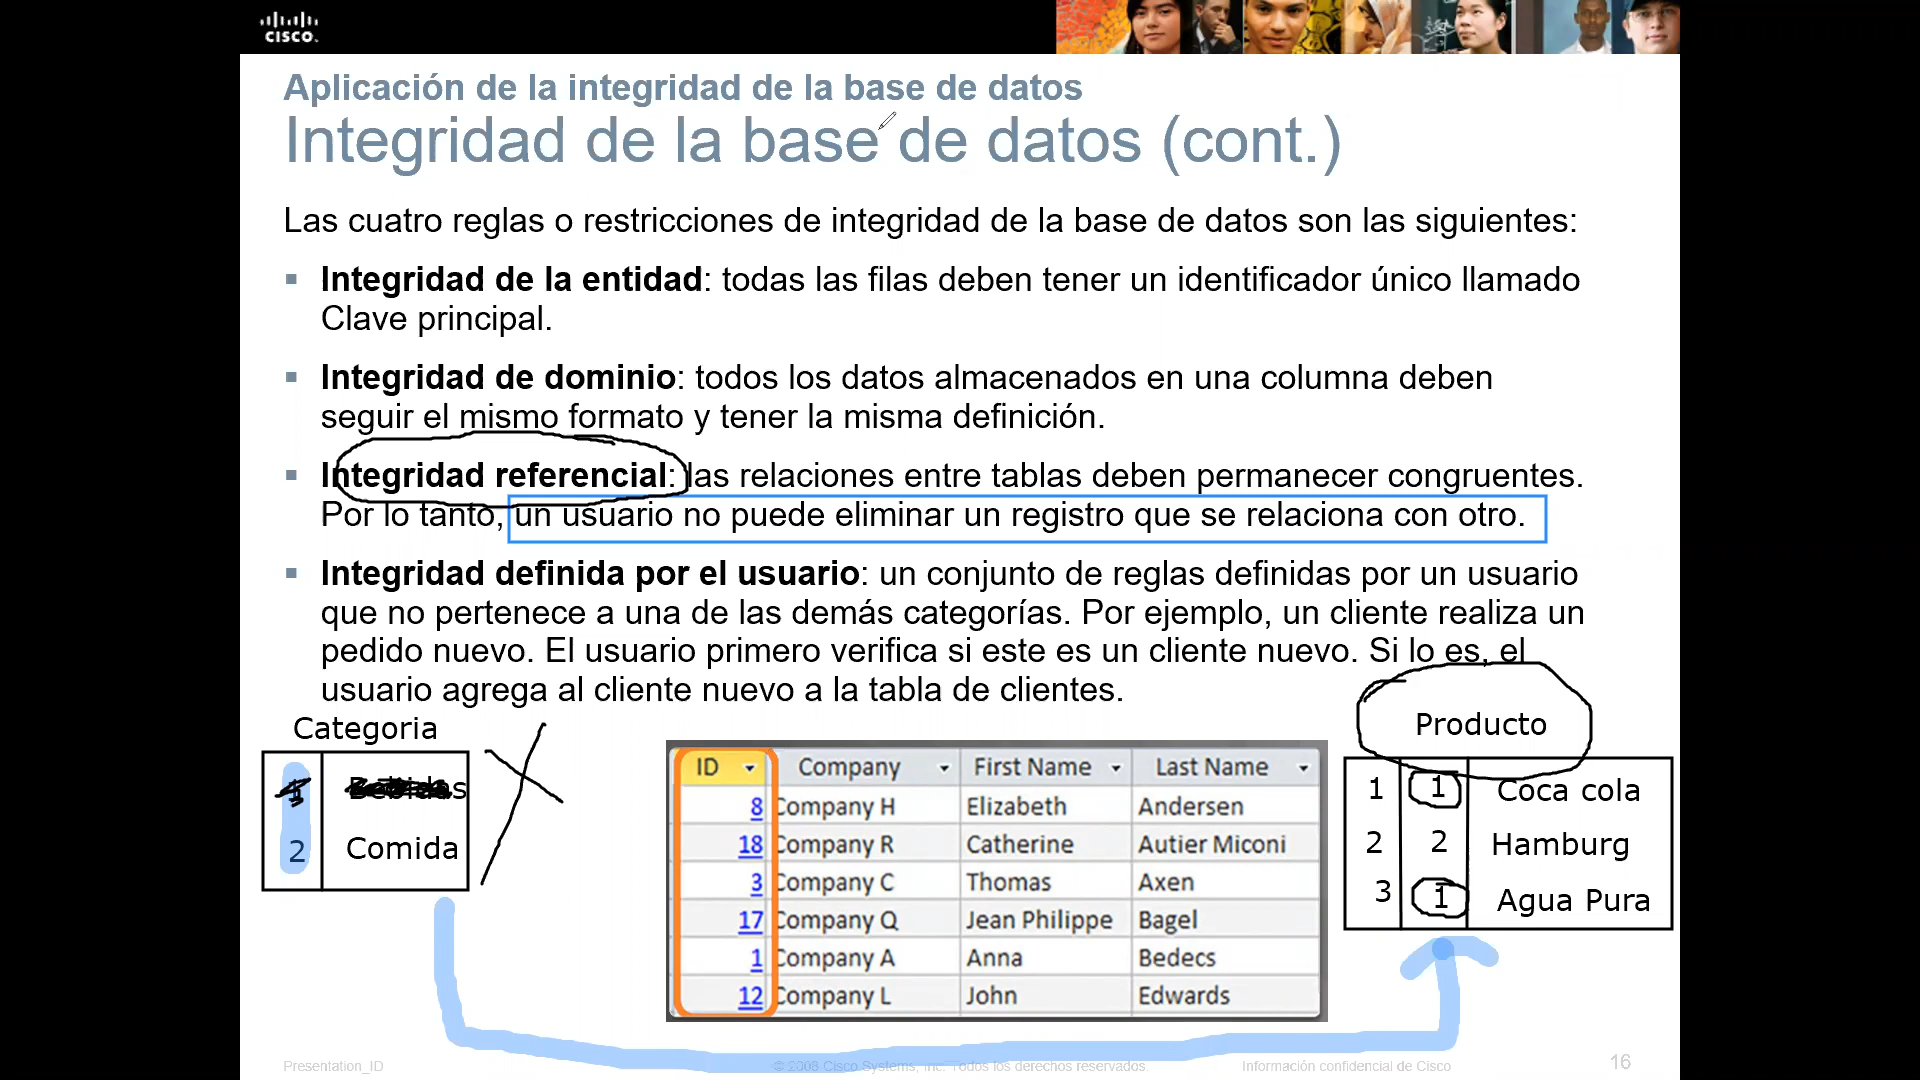 CISCO.
Aplicación de la integridad de la base de datos
Integridad de la base de datos (cont.)
Las cuatro reglas o restricciones de integridad de la base de datos son las siguientes:
▪ Integridad de la entidad: todas las filas deben tener un identificador único llamado
Clave principal.
▪ Integridad de dominio: todos los datos almacenados en una columna deben
seguir el mismo formato y tener la misma definición.
▪ Integridad referencial: las relaciones entre tablas deben permanecer congruentes.
Por lo tanto, un usuario no puede eliminar un registro que se relaciona con otro.
▪ Integridad definida por el usuario: un conjunto de reglas definidas por un usuario
que no pertenece a una de las demás categorías. Por ejemplo, un cliente realiza un
pedido nuevo. El usuario primero verifica si este es un cliente nuevo. Si lo es, el
usuario agrega al cliente nuevo a la tabla de clientes.
Categoria
1 Bebidas
2 Comida
ID Company First Name Last Name
8 Company H Elizabeth Andersen
18 Company R Catherine Autier Miconi
3 Company C Thomas Axen
17 Company Q Jean Philippe Bagel
1 Company A Anna Bedecs
12 Company L John Edwards
Producto
1 1 Coca cola
2 2 Hamburg
3 1 Agua Pura
Presentation_ID
© 2008 Cisco Systems, Inc. Todos los derechos reservados.
Información confidencial de Cisco
16